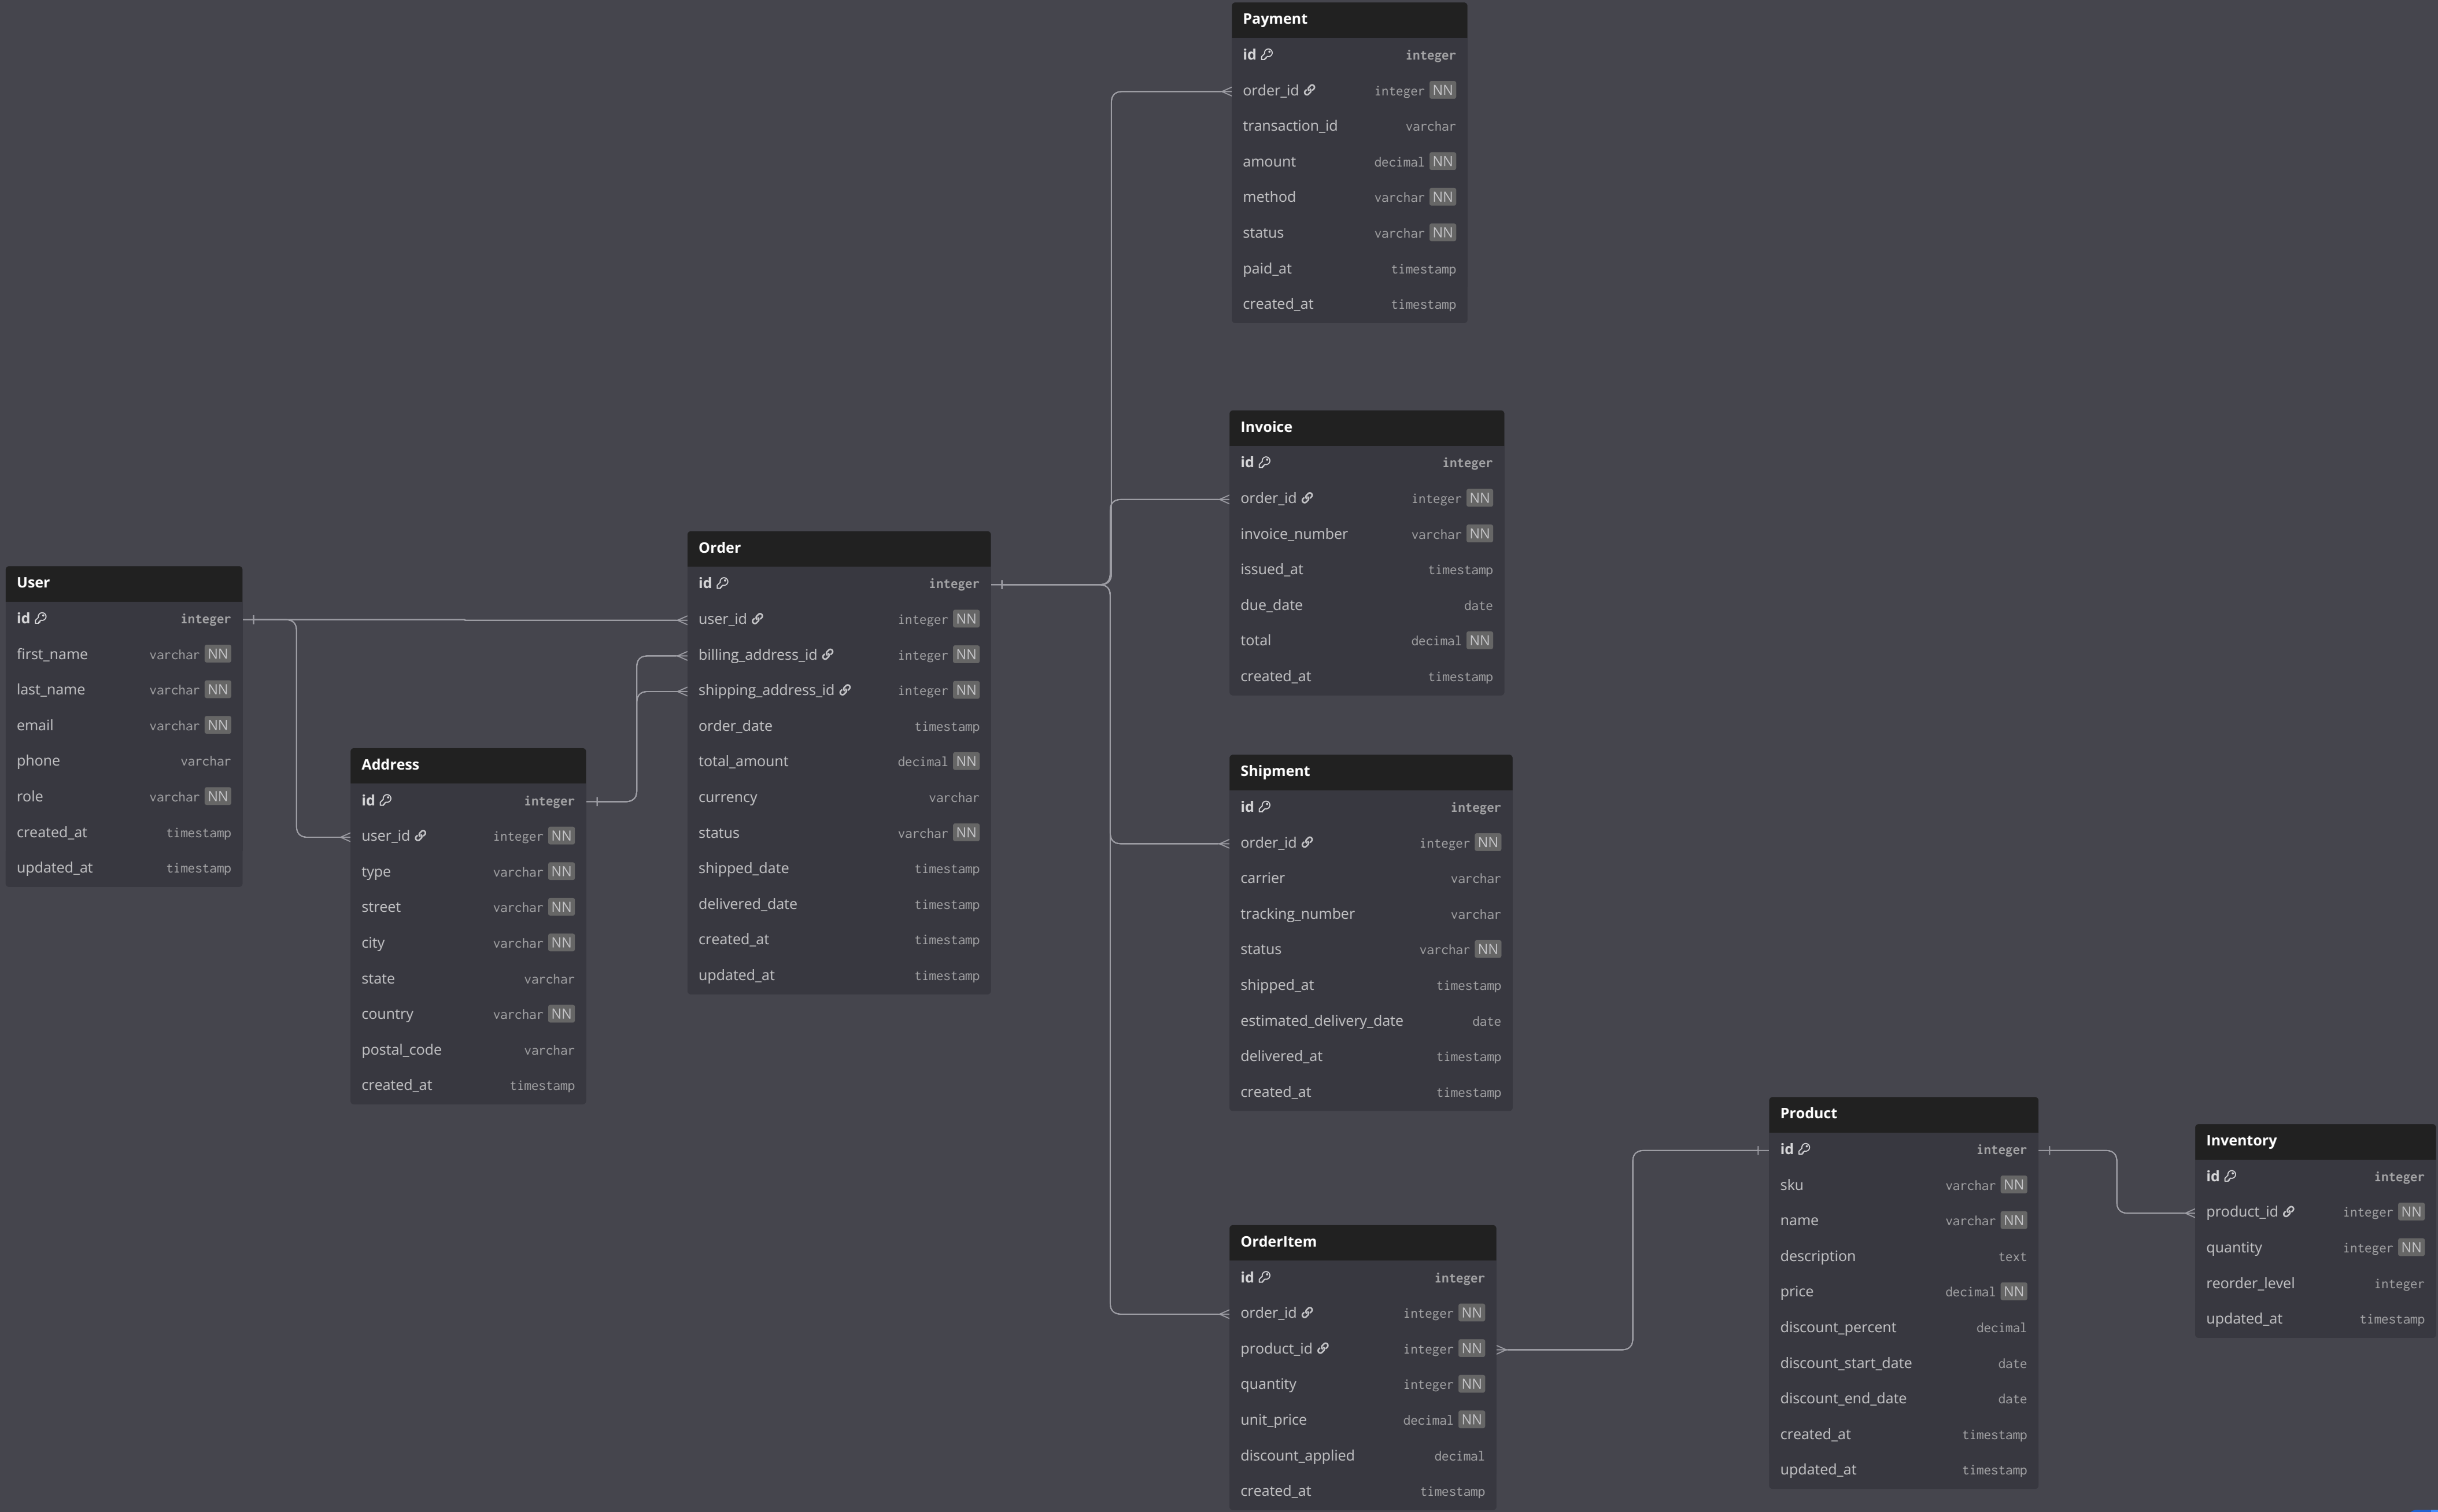 Payment
id integer
order_id integer NN
transaction_id varchar
amount decimal NN
method varchar NN
status varchar NN
paid_at timestamp
created_at timestamp
Invoice
id integer
order_id integer NN
invoice_number varchar NN
issued_at timestamp
due_date date
total decimal NN
created_at timestamp
Order
id integer
user_id integer NN
billing_address_id integer NN
shipping_address_id integer NN
order_date timestamp
total_amount decimal NN
currency varchar
status varchar NN
shipped_date timestamp
delivered_date timestamp
created_at timestamp
updated_at timestamp
User
id integer
first_name varchar NN
last_name varchar NN
email varchar NN
phone varchar
role varchar NN
created_at timestamp
updated_at timestamp
Address
id integer
user_id integer NN
type varchar NN
street varchar NN
city varchar NN
state varchar
country varchar NN
postal_code varchar
created_at timestamp
Shipment
id integer
order_id integer NN
carrier varchar
tracking_number varchar
status varchar NN
shipped_at timestamp
estimated_delivery_date date
delivered_at timestamp
created_at timestamp
Product
id integer
sku varchar NN
name varchar NN
description text
price decimal NN
discount_percent decimal
discount_start_date date
discount_end_date date
created_at timestamp
updated_at timestamp
Inventory
id integer
product_id integer NN
quantity integer NN
reorder_level integer
updated_at timestamp
OrderItem
id integer
order_id integer NN
product_id integer NN
quantity integer NN
unit_price decimal NN
discount_applied decimal
created_at timestamp